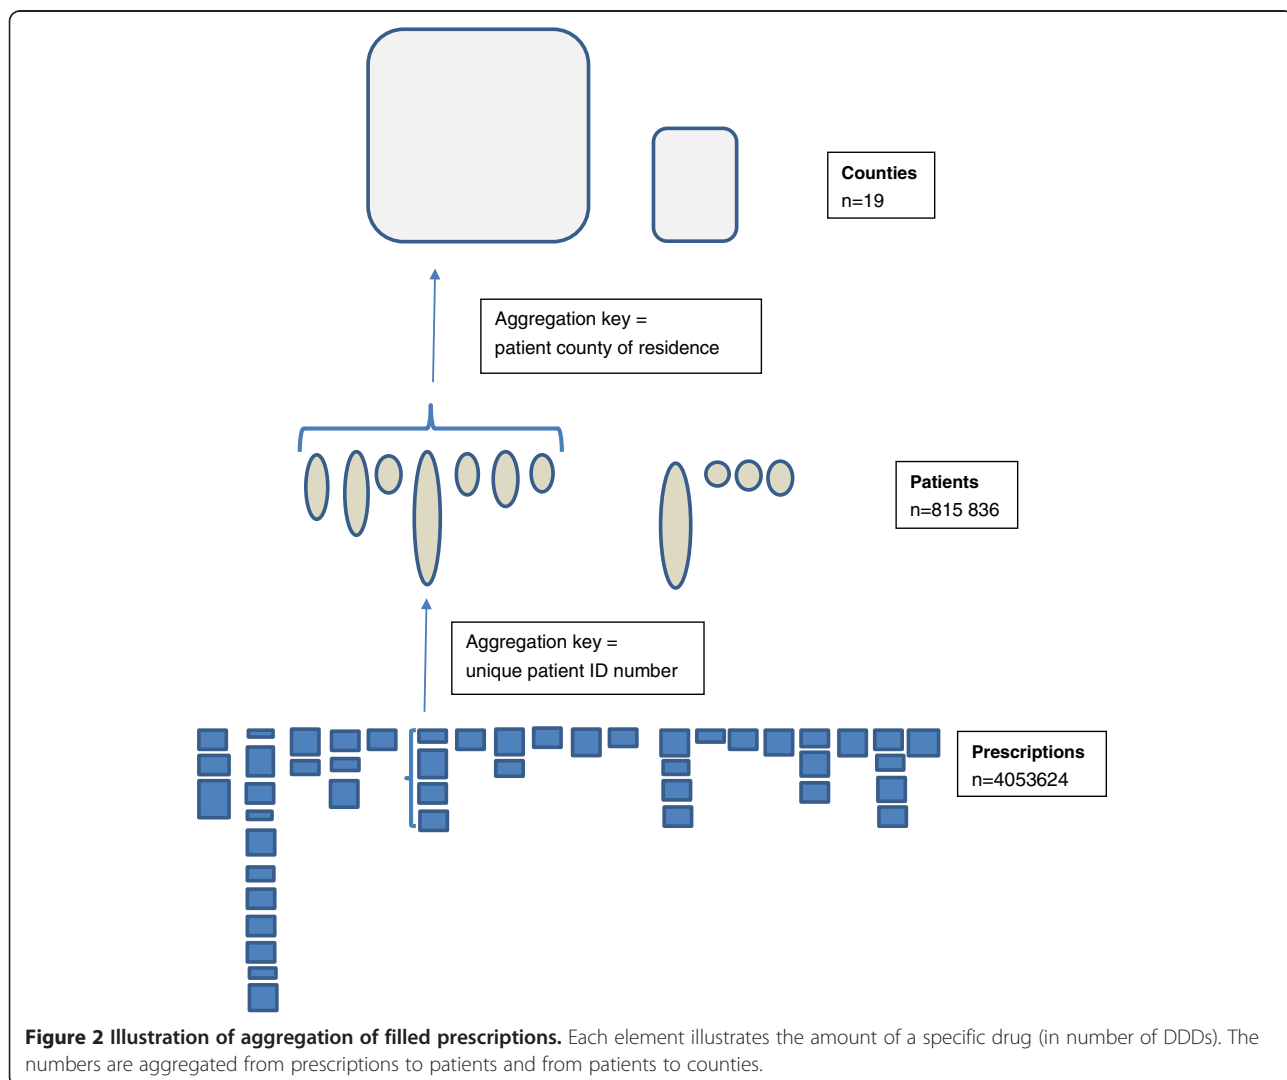 Counties
n=19
Aggregation key =
patient county of residence
Patients
n=815 836
Aggregation key =
unique patient ID number
Prescriptions
n=4053624
Figure 2 Illustration of aggregation of filled prescriptions. Each element illustrates the amount of a specific drug (in number of DDDs). The
numbers are aggregated from prescriptions to patients and from patients to counties.